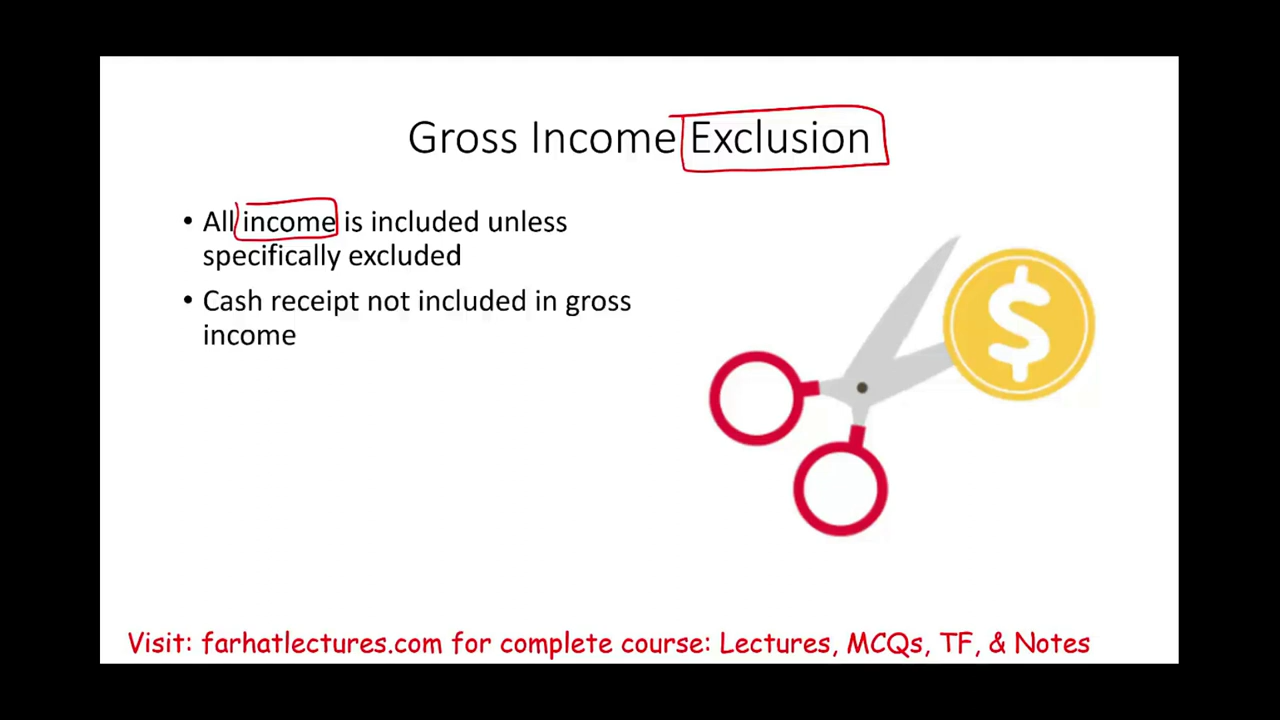 Gross Income Exclusion
• All income is included unless
specifically excluded
• Cash receipt not included in gross
income
$
Visit: farhatlectures.com for complete course: Lectures, MCQs, TF, & Notes